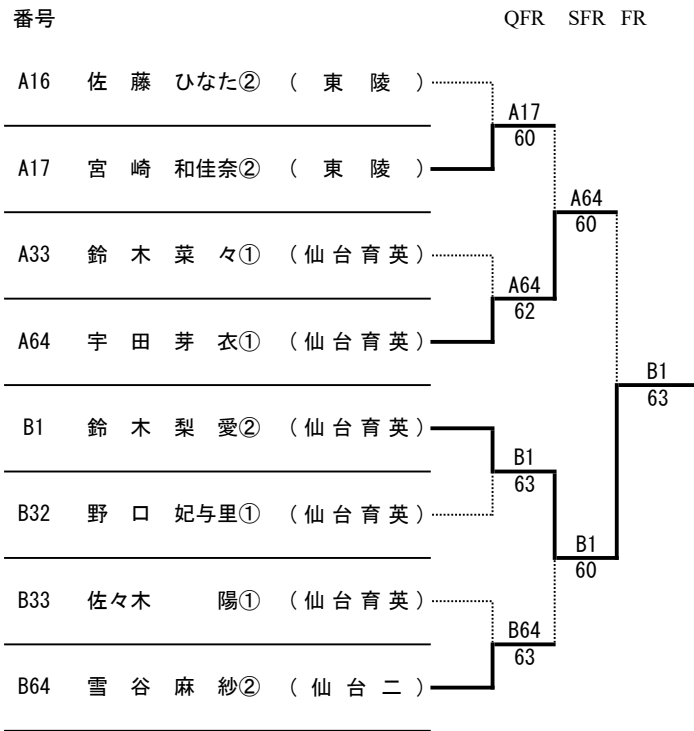 番号 QFR SFR FR
A16 佐藤 ひなた② (東陵)
A17
60
A17 宮崎 和佳奈② (東陵)
A64
60
A33 鈴木菜々① (仙台育英)
A64
62
A64 宇田芽衣① (仙台育英)
B1
63
B1 鈴木梨愛② (仙台育英)
B1
63
B32 野口 妃与里① (仙台育英)
B1
60
B33 佐々木 陽① (仙台育英)
B64
63
B64 雪谷麻紗② (仙台二)